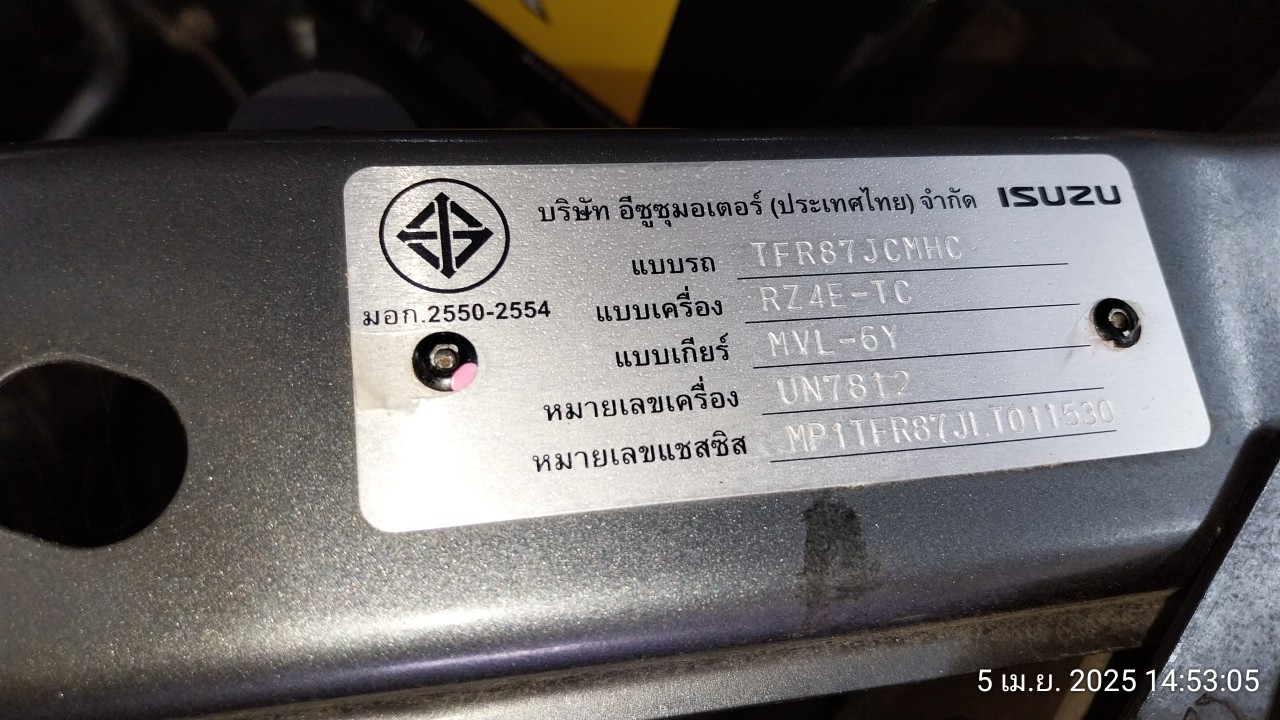 บริษัท อีซูซุมอเตอร์ (ประเทศไทย) จำกัด ISUZU
แบบรถ TFR87JCMHC
มอก.2550-2554
แบบเครื่อง RZ4E-TC
แบบเกียร์ MVL-6Y
หมายเลขเครื่อง UN7812
หมายเลขแชสซิส MP1TFR87JLT011530
5 เม.ย. 2025 14:53:05